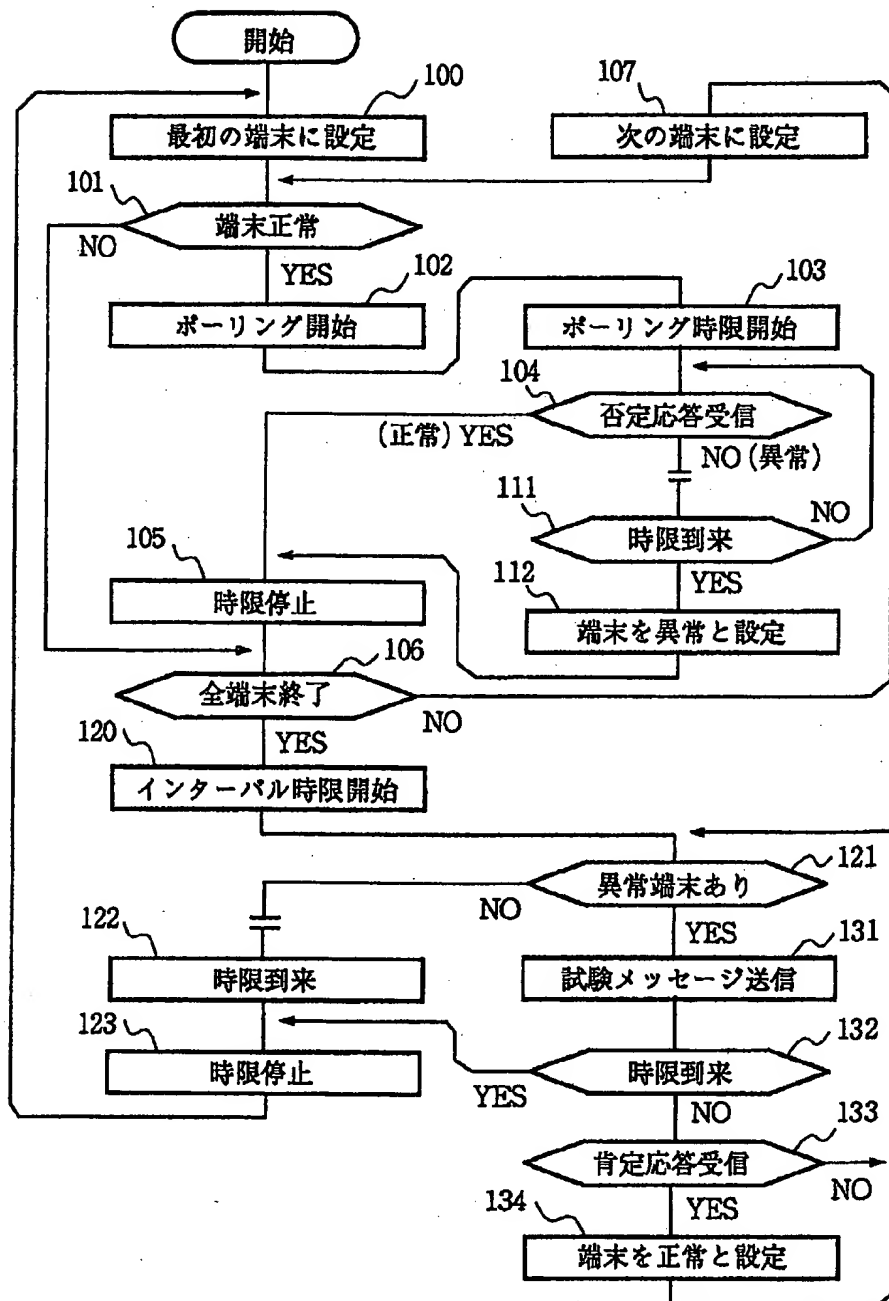 開始
100
最初の端末に設定
107
次の端末に設定
101
端末正常
NO
YES
102
ポーリング開始
103
ポーリング時限開始
104
否定応答受信
(正常) YES
NO (異常)
111
時限到来
NO
YES
105
時限停止
112
端末を異常と設定
106
全端末終了
NO
YES
120
インターバル時限開始
121
異常端末あり
NO
YES
122
時限到来
131
試験メッセージ送信
123
時限停止
132
時限到来
YES
NO
133
肯定応答受信
NO
YES
134
端末を正常と設定